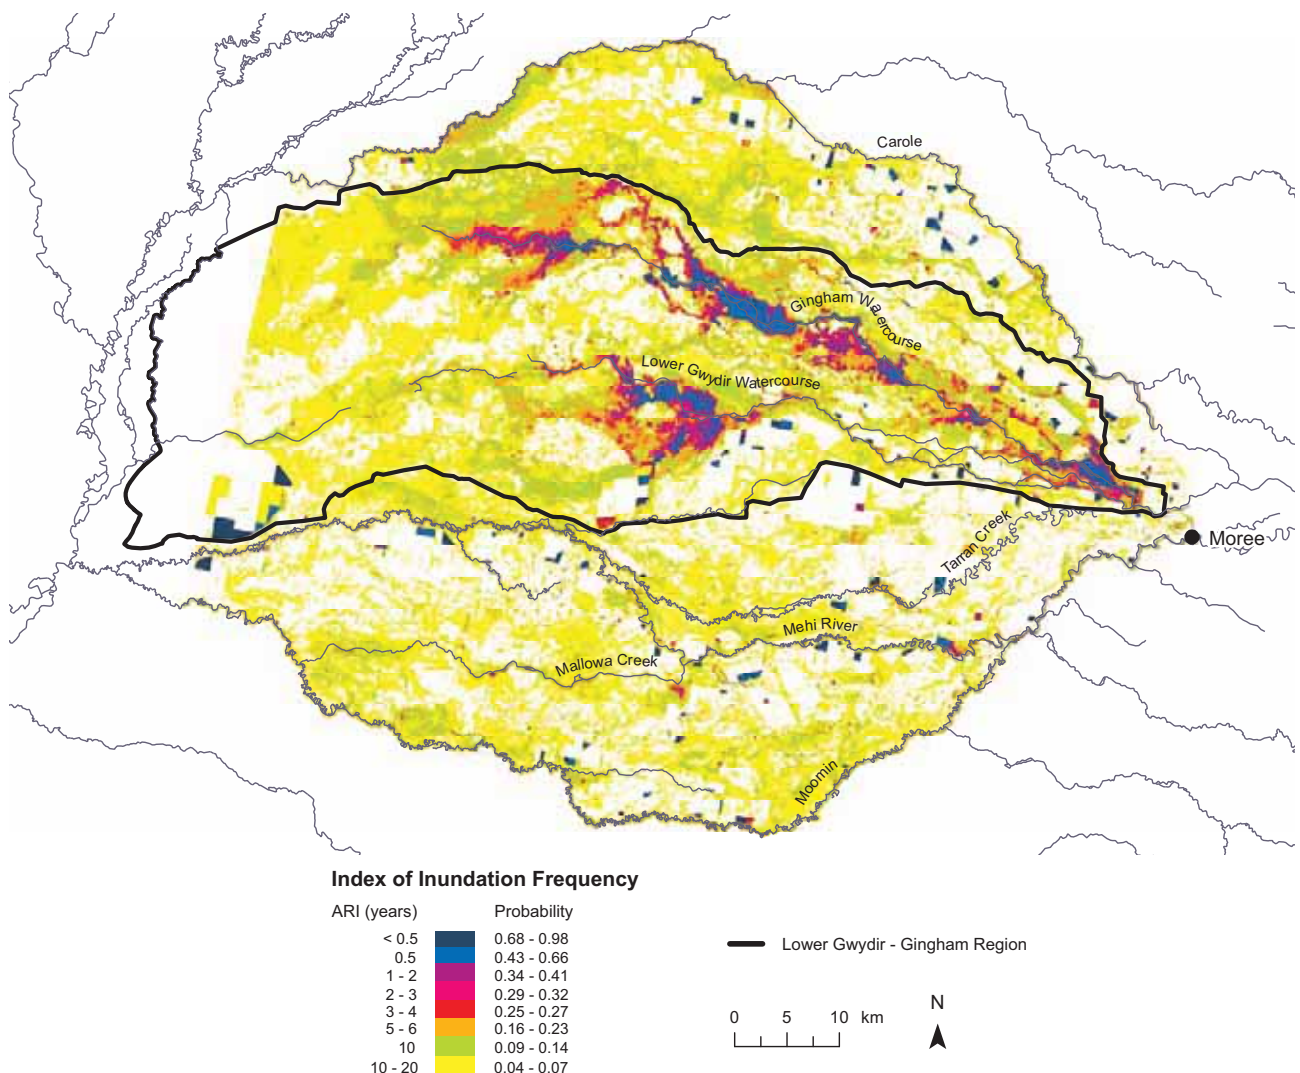 Carole
Gingham Watercourse
Lower Gwydir Watercourse
Tarran Creek
Moree
Mehi River
Mallowa Creek
Moomin
Index of Inundation Frequency
ARI (years) Probability
< 0.5 0.68 - 0.98
0.5 0.43 - 0.66
1 - 2 0.34 - 0.41
2 - 3 0.29 - 0.32
3 - 4 0.25 - 0.27
5 - 6 0.16 - 0.23
10 0.09 - 0.14
10 - 20 0.04 - 0.07
Lower Gwydir - Gingham Region
N
0 5 10 km